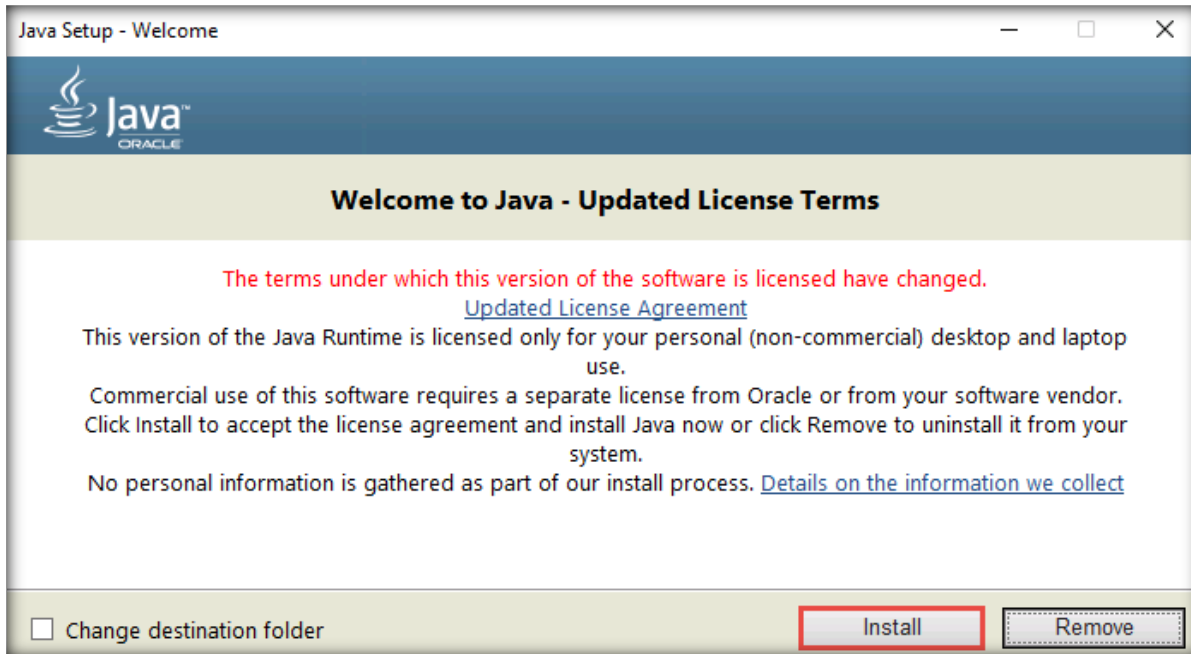 Java Setup - Welcome
Java™
ORACLE
Welcome to Java - Updated License Terms
The terms under which this version of the software is licensed have changed.
Updated License Agreement
This version of the Java Runtime is licensed only for your personal (non-commercial) desktop and laptop
use.
Commercial use of this software requires a separate license from Oracle or from your software vendor.
Click Install to accept the license agreement and install Java now or click Remove to uninstall it from your
system.
No personal information is gathered as part of our install process. Details on the information we collect
Change destination folder
Install
Remove